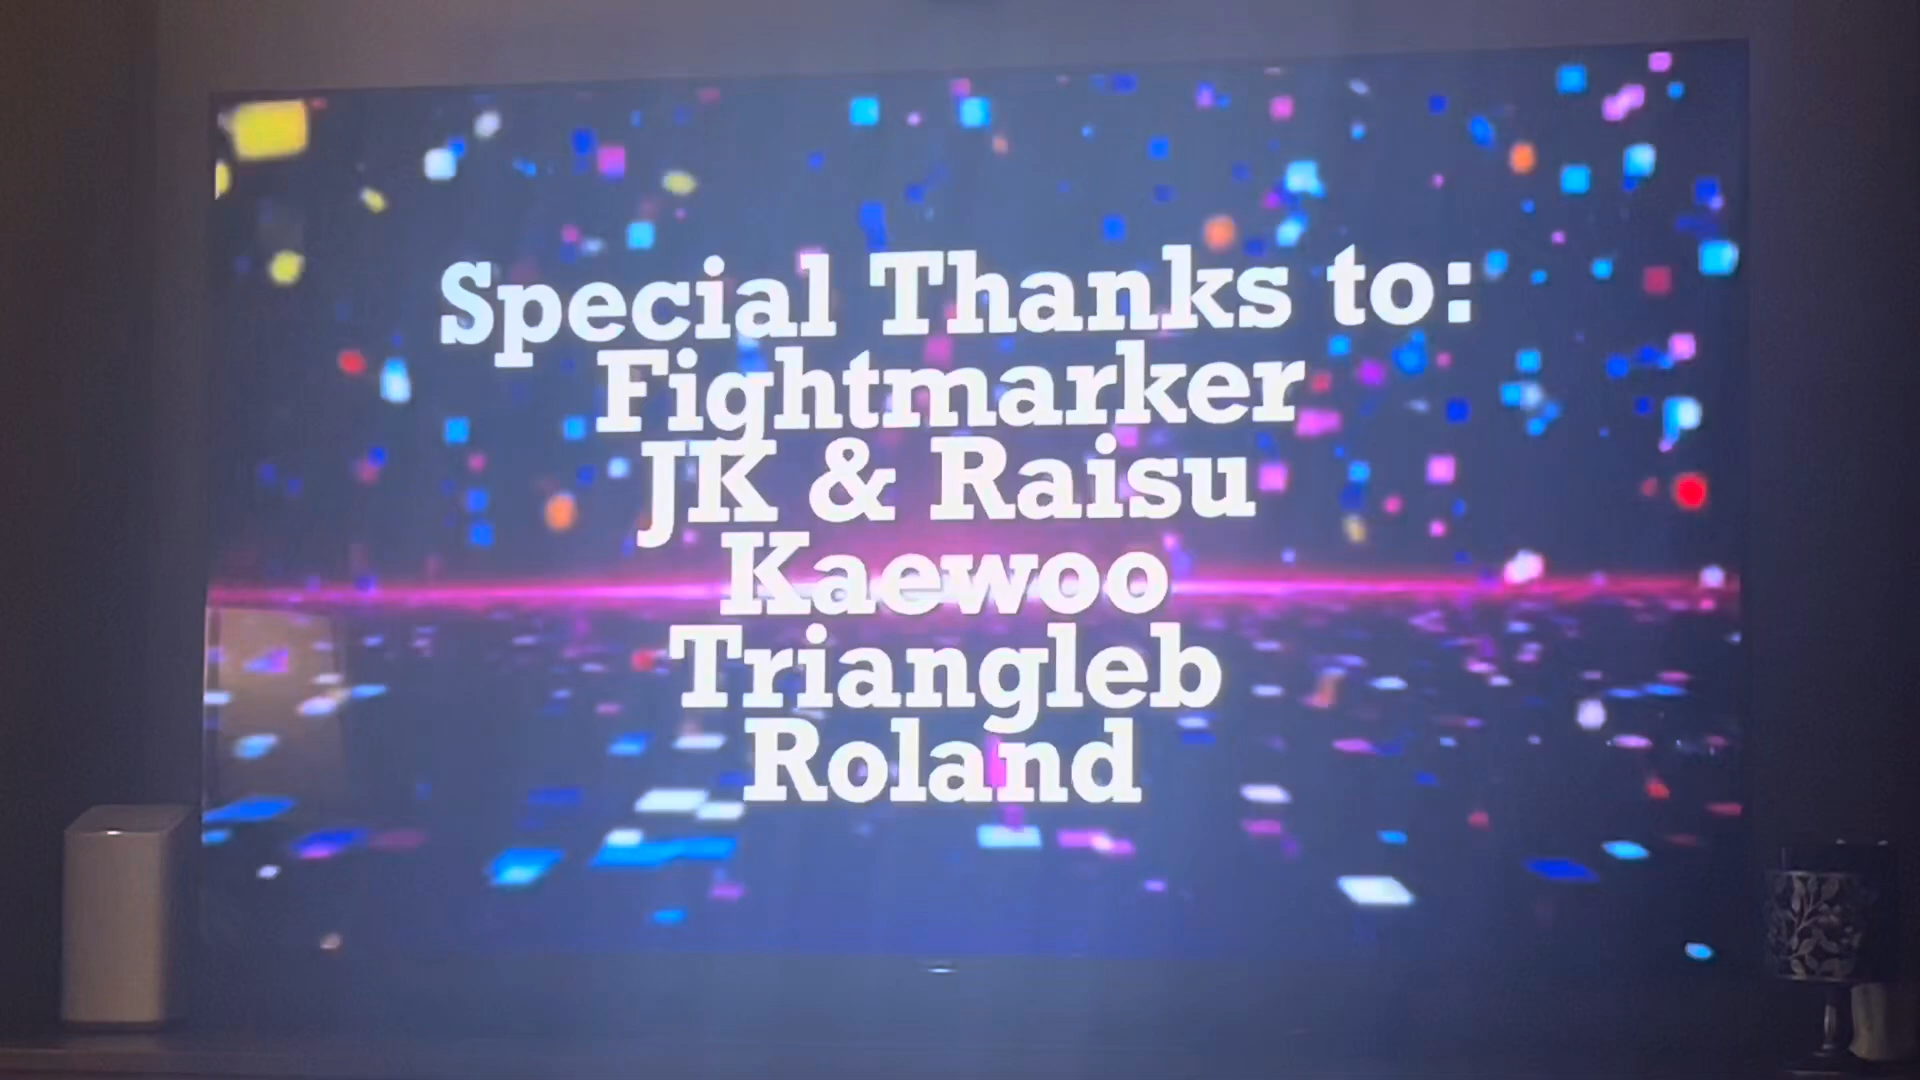 Special Thanks to:
Fightmarker
JK & Raisu
Kaewoo
Triangleb
Roland